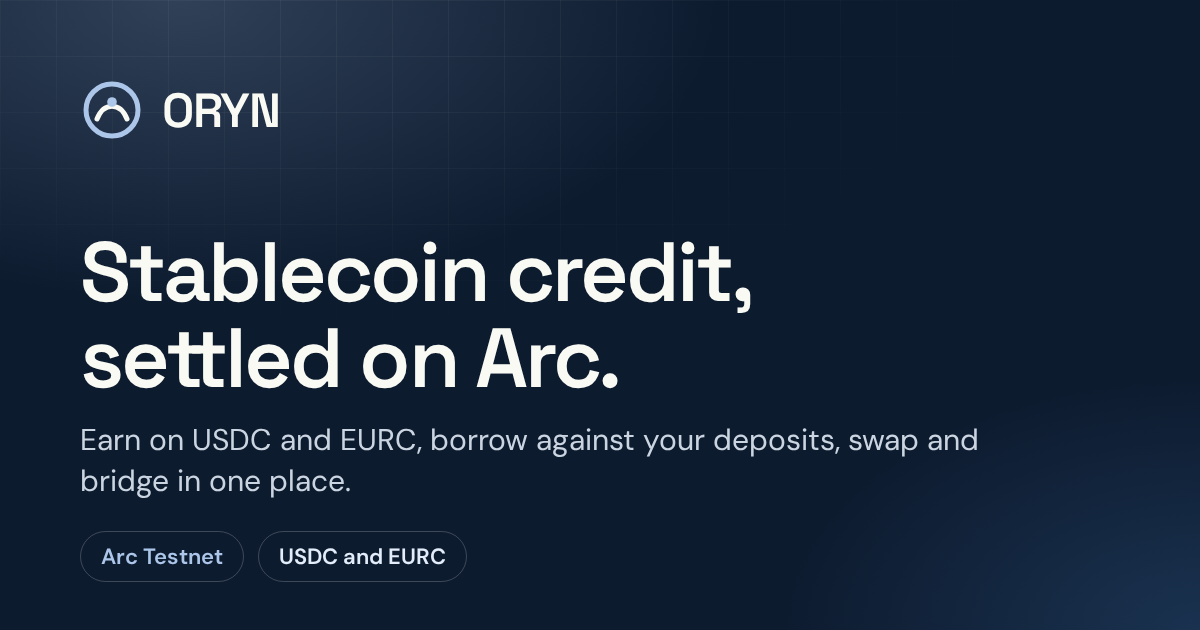 ORYN
Stablecoin credit,
settled on Arc.
Earn on USDC and EURC, borrow against your deposits, swap and
bridge in one place.
Arc Testnet
USDC and EURC